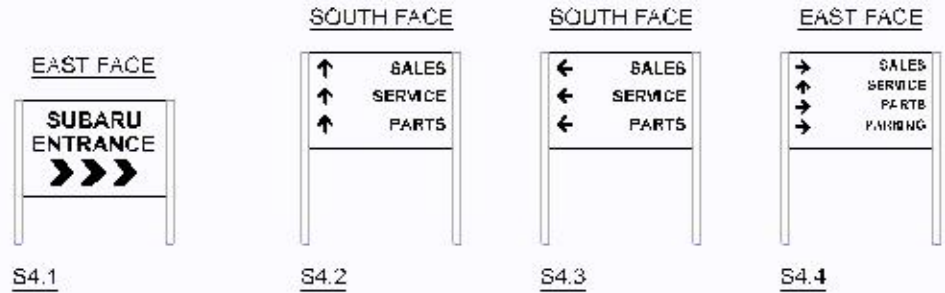 EAST FACE
SUBARU
ENTRANCE
S4.1
SOUTH FACE
SALES
SERVICE
PARTS
S4.2
SOUTH FACE
SALES
SERVICE
PARTS
S4.3
EAST FACE
SALES
SERVICE
PARTS
PARKING
S4.4